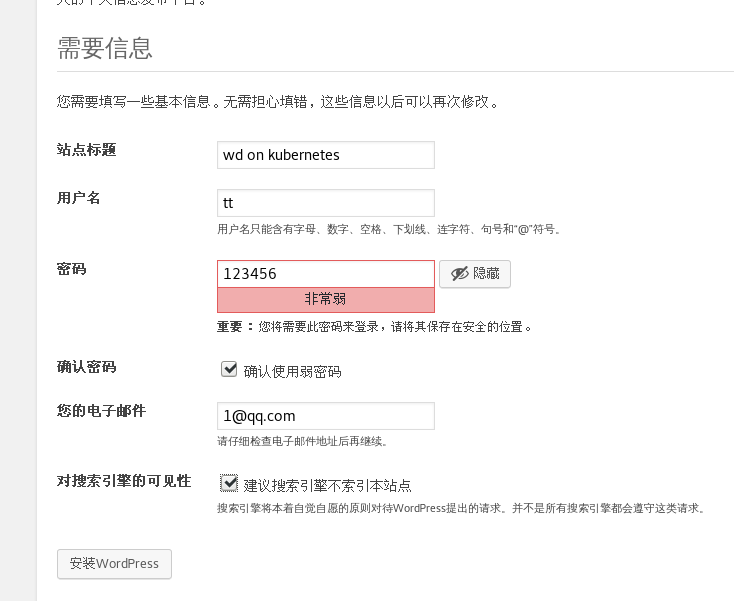 人的个人信息发布平台。
需要信息
您需要填写一些基本信息。无需担心填错，这些信息以后可以再次修改。
站点标题
wd on kubernetes
用户名
tt
用户名只能含有字母、数字、空格、下划线、连字符、句号和“@”符号。
密码
123456
隐藏
非常弱
重要：您将需要此密码来登录，请将其保存在安全的位置。
确认密码
确认使用弱密码
您的电子邮件
1@qq.com
请仔细检查电子邮件地址后再继续。
对搜索引擎的可见性
建议搜索引擎不索引本站点
搜索引擎将本着自觉自愿的原则对待WordPress提出的请求。并不是所有搜索引擎都会遵守这类请求。
安装WordPress